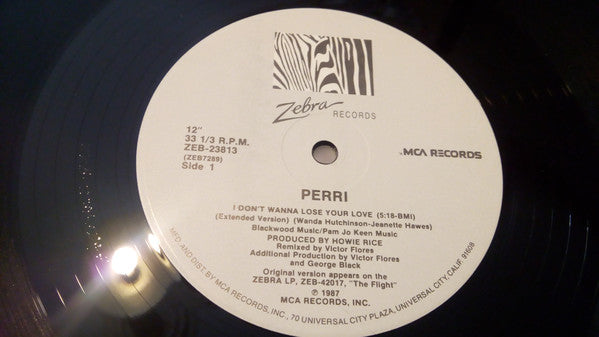 Zebra
RECORDS
12"
33 1/3 R.P.M.
ZEB-23813
(ZEB7289)
Side 1
MCA RECORDS
PERRI
I DON'T WANNA LOSE YOUR LOVE (5:18-BMI)
(Extended Version) (Wanda Hutchinson-Jeanette Hawes)
Blackwood Music/Pam Jo Keen Music
PRODUCED BY HOWIE RICE
Remixed by Victor Flores
Additional Production by Victor Flores
and George Black
Original version appears on the
ZEBRA LP, ZEB-42017, "The Flight"
℗ 1987
MCA RECORDS, INC.
MFD. AND DIST. BY MCA RECORDS, INC., 70 UNIVERSAL CITY PLAZA, UNIVERSAL CITY, CALIF. 91608